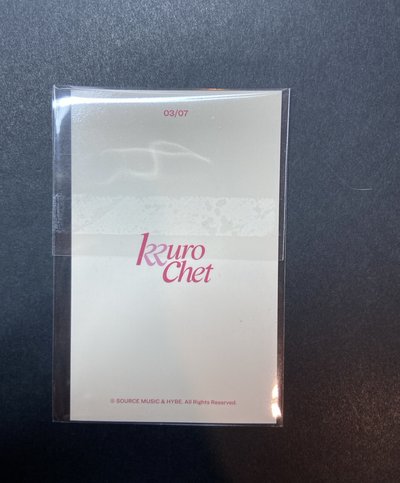 03/07
kkuro
Chet
℗ SOURCE MUSIC & HYBE. All Rights Reserved.